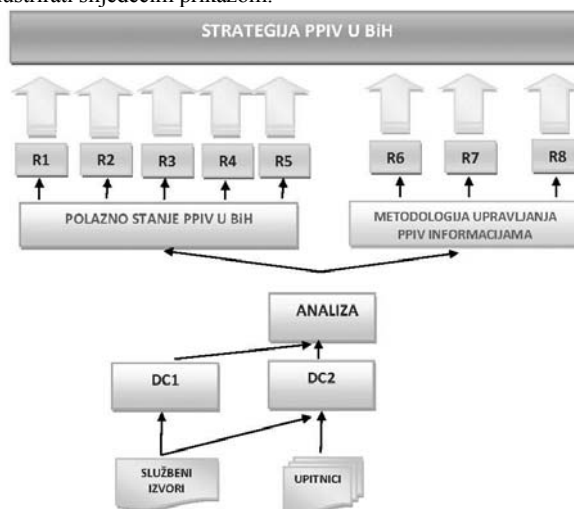 STRATEGIJA PPIV U BiH
R1 R2 R3 R4 R5 R6 R7 R8
POLAZNO STANJE PPIV U BiH
METODOLOGIJA UPRAVLJANJA
PPIV INFORMACIJAMA
ANALIZA
DC1 DC2
SLUŽBENI
IZVORI
UPITNICI